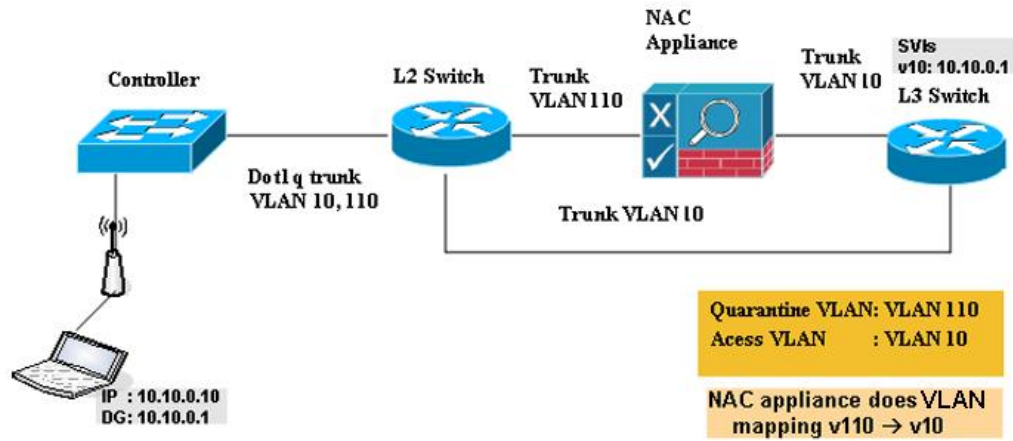 NAC
Appliance
SVIs
v10: 10.10.0.1
Controller
L2 Switch
Trunk
VLAN 110
Trunk
VLAN 10
L3 Switch
Dot1q trunk
VLAN 10, 110
Trunk VLAN 10
Quarantine VLAN: VLAN 110
Acess VLAN : VLAN 10
IP : 10.10.0.10
DG: 10.10.0.1
NAC appliance does VLAN
mapping v110 → v10